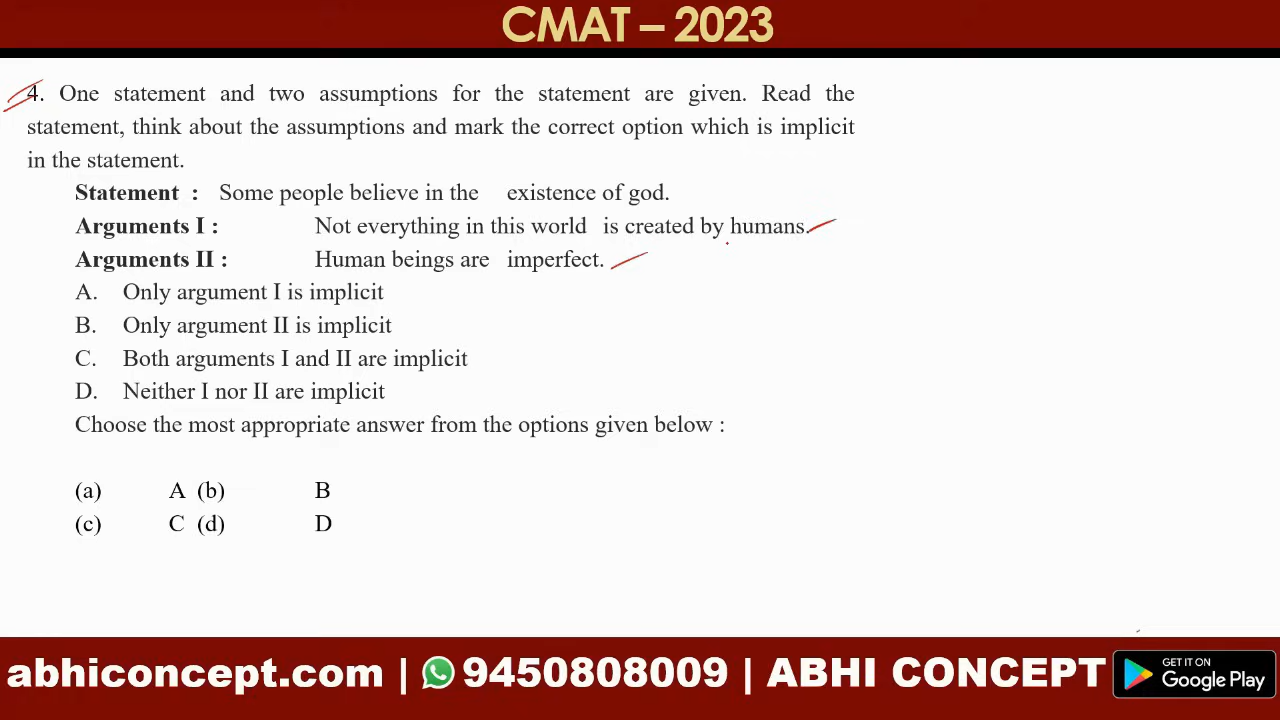 CMAT – 2023
4. One statement and two assumptions for the statement are given. Read the
statement, think about the assumptions and mark the correct option which is implicit
in the statement.
Statement : Some people believe in the existence of god.
Arguments I : Not everything in this world is created by humans.
Arguments II : Human beings are imperfect.
A. Only argument I is implicit
B. Only argument II is implicit
C. Both arguments I and II are implicit
D. Neither I nor II are implicit
Choose the most appropriate answer from the options given below :
(a) A (b) B
(c) C (d) D
abhiconcept.com | 9450808009 | ABHI CONCEPT
GET IT ON
Google Play